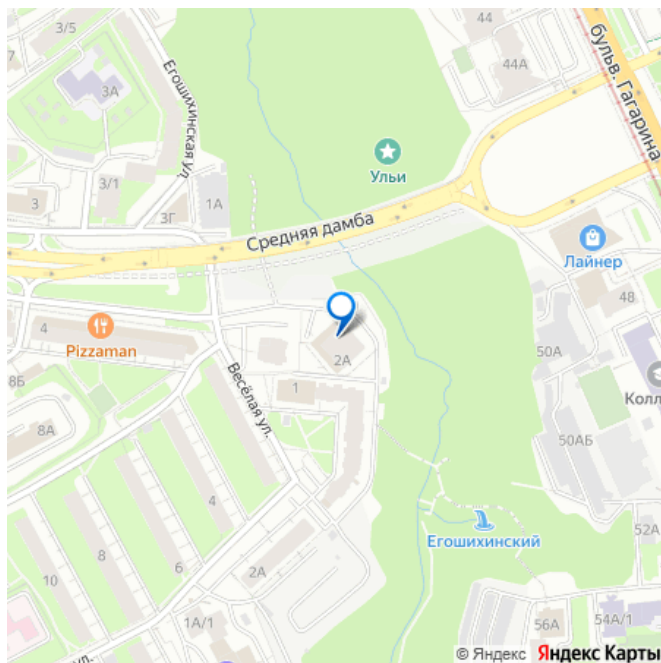 3/5
44
44А
бульв. Гагарина
7
3А
Егошихинская ул.
Ульи
3/1
3
3Г
1А
Средняя дамба
Лайнер
48
4
Pizzaman
2А
50А
Колл
8Б
1
Весёлая ул.
8А
50АБ
4
8
6
10
Егошихинский
52А
2А
1А/1
56А
54А/1
ул.
© Яндекс Яндекс Карты